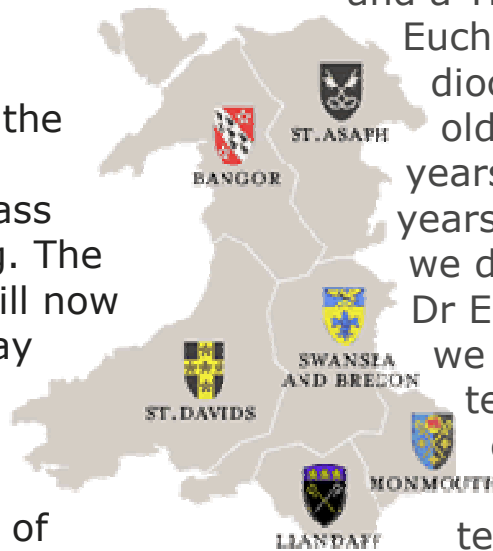 Euch
dioc
the
old
ST. ASAPH
BANGOR
years
ass
years
g. The
we d
ill now
Dr E
ay
we
SWANSEA
AND BRECON
te
ST. DAVIDS
MONMOUTH
of
te
LLANDAFF